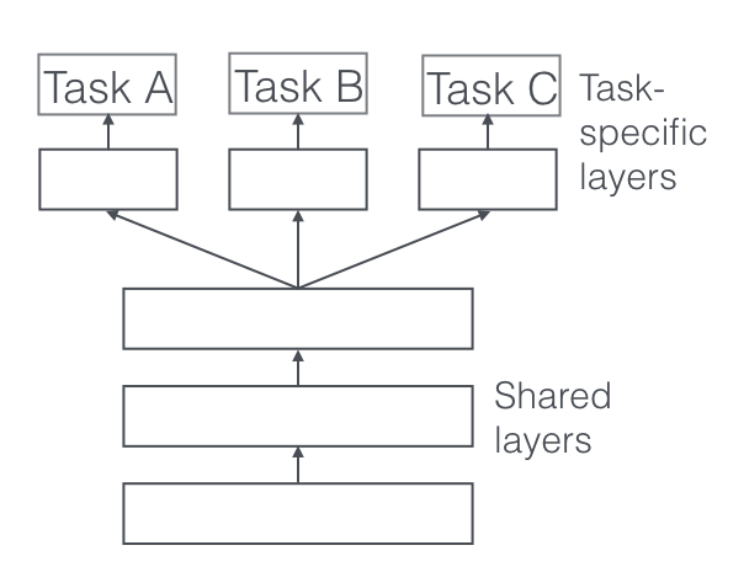 Task A
Task B
Task C
Task-
specific
layers
Shared
layers